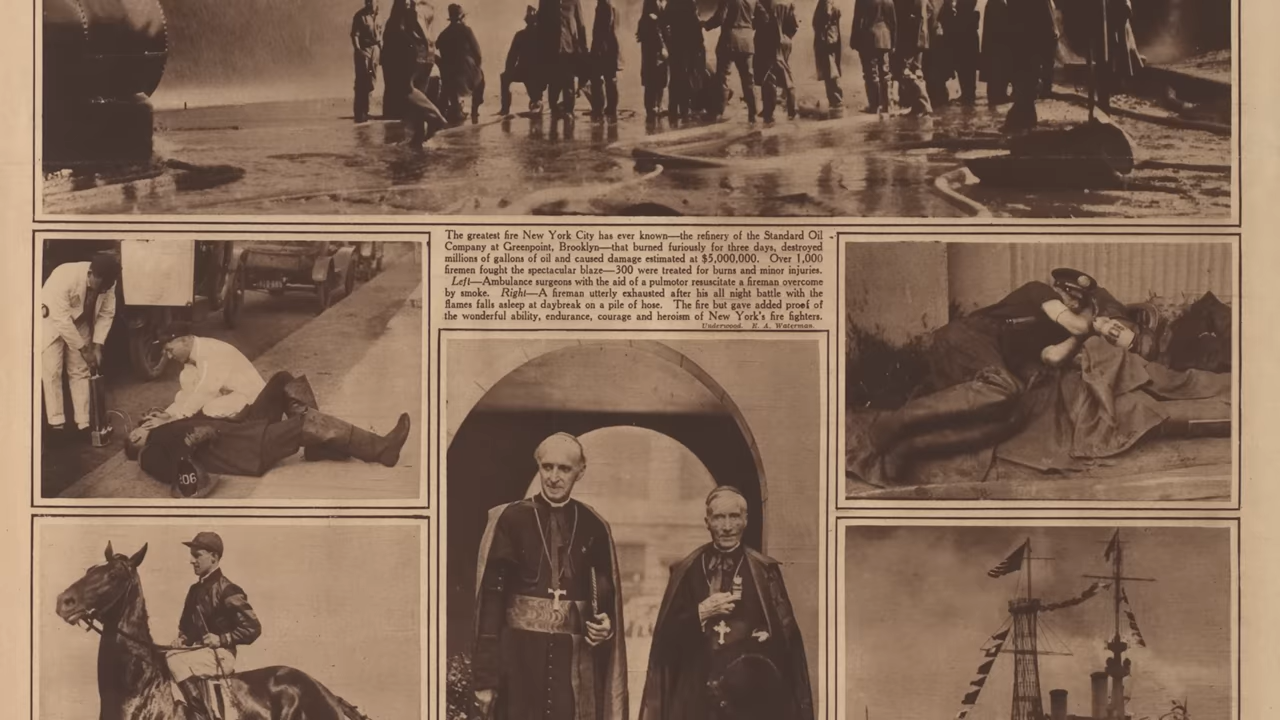 The greatest fire New York City has ever known—the refinery of the Standard Oil
Company at Greenpoint, Brooklyn—that burned furiously for three days, destroyed
millions of gallons of oil and caused damage estimated at $5,000,000. Over 1,000
firemen fought the spectacular blaze—300 were treated for burns and minor injuries.
Left—Ambulance surgeons with the aid of a pulmotor resuscitate a fireman overcome
by smoke. Right—A fireman utterly exhausted after his all night battle with the
flames falls asleep at daybreak on a pile of hose. The fire but gave added proof of
the wonderful ability, endurance, courage and heroism of New York's fire fighters.
Underwood. E. A. Waterman.
206